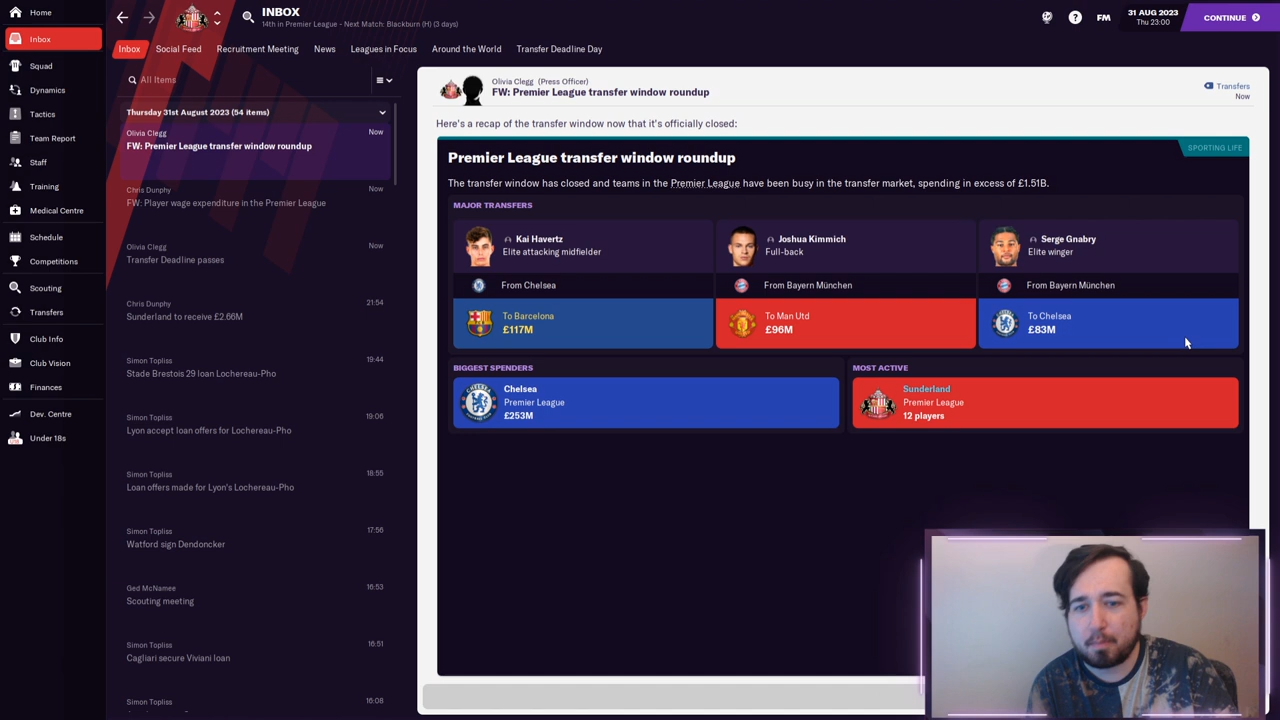 Home
Inbox
Squad
Dynamics
Tactics
Team Report
Staff
Training
Medical Centre
Schedule
Competitions
Scouting
Transfers
Club Info
Club Vision
Finances
Dev. Centre
Under 18s
INBOX
14th in Premier League - Next Match: Blackburn (H) (3 days)
?
FM
31 AUG 2023
Thu 23:00
CONTINUE
Inbox
Social Feed
Recruitment Meeting
News
Leagues in Focus
Around the World
Transfer Deadline Day
All Items
Thursday 31st August 2023 (54 items)
Olivia Clegg
Now
FW: Premier League transfer window roundup
Chris Dunphy
Now
FW: Player wage expenditure in the Premier League
Olivia Clegg
Now
Transfer Deadline passes
Chris Dunphy
21:54
Sunderland to receive £2.66M
Simon Topliss
19:44
Stade Brestois 29 loan Lochereau-Pho
Simon Topliss
19:06
Lyon accept loan offers for Lochereau-Pho
Simon Topliss
18:55
Loan offers made for Lyon's Lochereau-Pho
Simon Topliss
17:56
Watford sign Dendoncker
Ged McNamee
16:53
Scouting meeting
Simon Topliss
16:51
Cagliari secure Viviani loan
Simon Topliss
16:08
Olivia Clegg (Press Officer)
FW: Premier League transfer window roundup
Transfers
Now
Here's a recap of the transfer window now that it's officially closed:
SPORTING LIFE
Premier League transfer window roundup
The transfer window has closed and teams in the Premier League have been busy in the transfer market, spending in excess of £1.51B.
MAJOR TRANSFERS
Kai Havertz
Elite attacking midfielder
From Chelsea
To Barcelona
£117M
Joshua Kimmich
Full-back
From Bayern München
To Man Utd
£96M
Serge Gnabry
Elite winger
From Bayern München
To Chelsea
£83M
BIGGEST SPENDERS
Chelsea
Premier League
£253M
MOST ACTIVE
Sunderland
Premier League
12 players